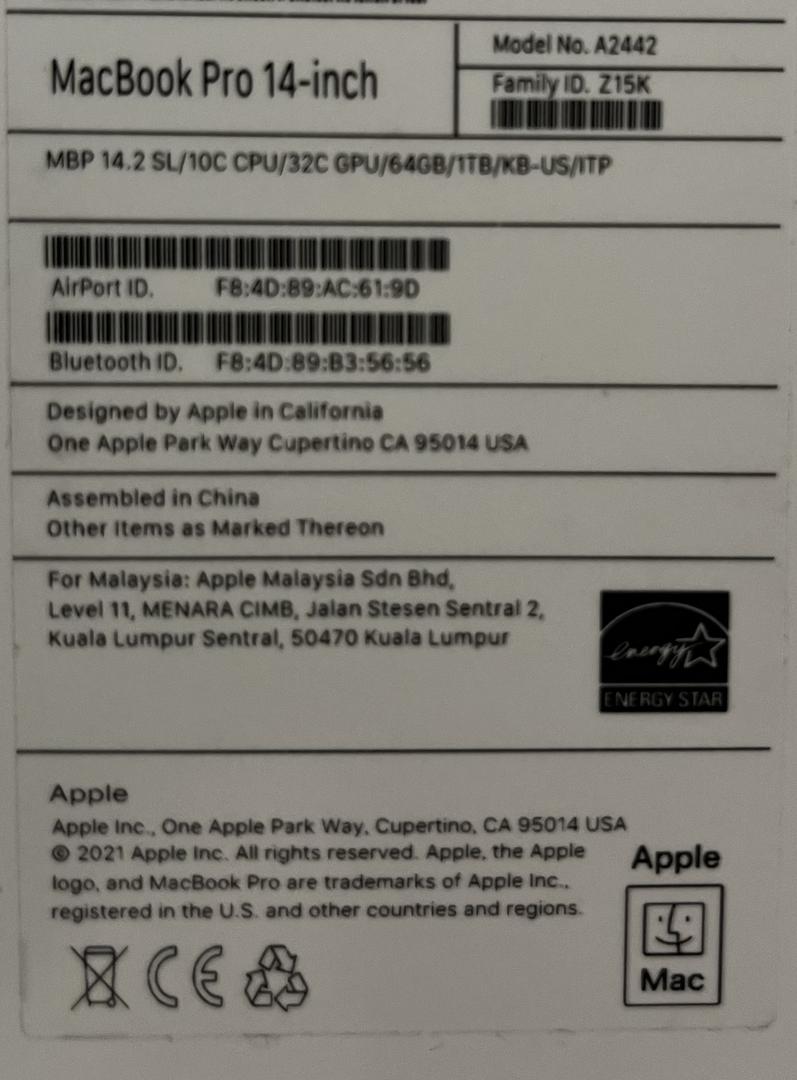 MacBook Pro 14-inch
Model No. A2442
Family ID. Z15K
MBP 14.2 SL/10C CPU/32C GPU/64GB/1TB/KB-US/ITP
AirPort ID. F8:4D:89:AC:61:9D
Bluetooth ID. F8:4D:89:B3:56:56
Designed by Apple in California
One Apple Park Way Cupertino CA 95014 USA
Assembled in China
Other Items as Marked Thereon
For Malaysia: Apple Malaysia Sdn Bhd,
Level 11, MENARA CIMB, Jalan Stesen Sentral 2,
Kuala Lumpur Sentral, 50470 Kuala Lumpur
energy
ENERGY STAR
Apple
Apple Inc., One Apple Park Way, Cupertino, CA 95014 USA
© 2021 Apple Inc. All rights reserved. Apple, the Apple
logo, and MacBook Pro are trademarks of Apple Inc.,
registered in the U.S. and other countries and regions.
Apple
Mac
CE